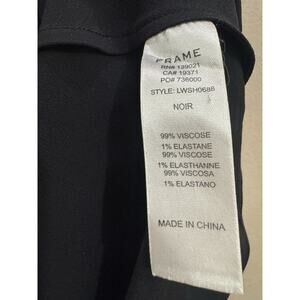 FRAME
RN# 139021
CA# 19371
PO# 736000
STYLE: LWSH0688
NOIR
99% VISCOSE
1% ELASTANE
99% VISCOSE
1% ELASTHANNE
99% VISCOSA
1% ELASTANO
MADE IN CHINA